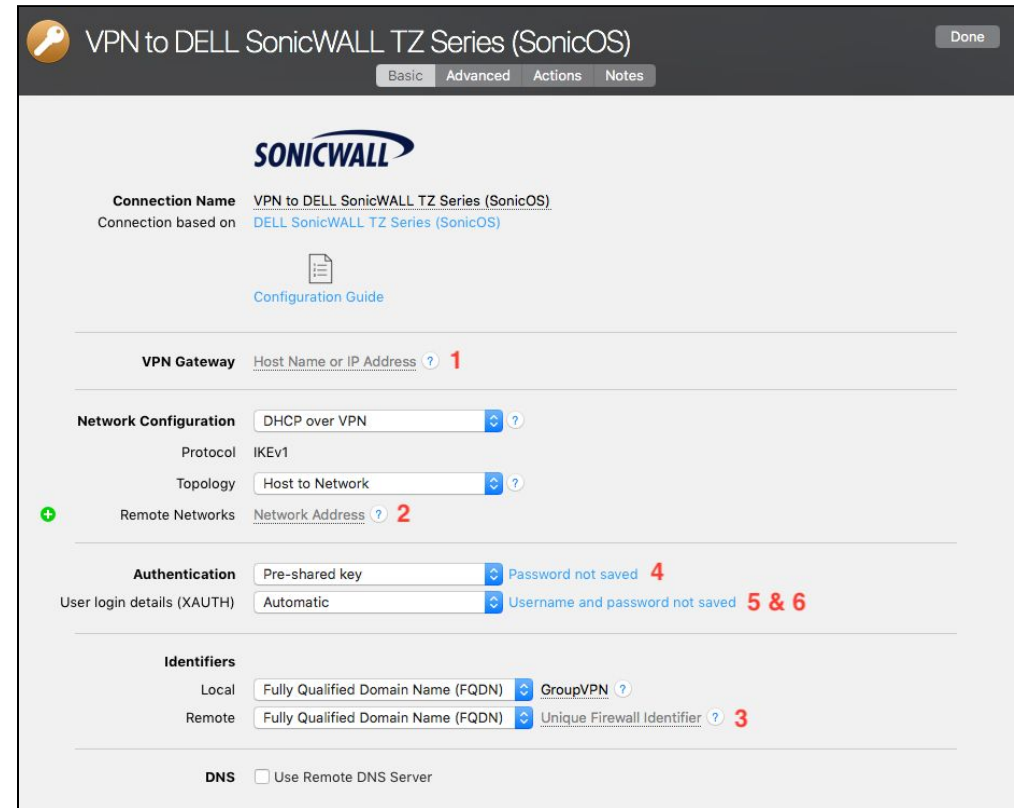 VPN to DELL SonicWALL TZ Series (SonicOS)
Done
Basic Advanced Actions Notes
SONICWALL
Connection Name VPN to DELL SonicWALL TZ Series (SonicOS)
Connection based on DELL SonicWALL TZ Series (SonicOS)
Configuration Guide
VPN Gateway Host Name or IP Address ? 1
Network Configuration DHCP over VPN ?
Protocol IKEv1
Topology Host to Network ?
Remote Networks Network Address ? 2
Authentication Pre-shared key Password not saved 4
User login details (XAUTH) Automatic Username and password not saved 5 & 6
Identifiers
Local Fully Qualified Domain Name (FQDN) GroupVPN ?
Remote Fully Qualified Domain Name (FQDN) Unique Firewall Identifier ? 3
DNS Use Remote DNS Server